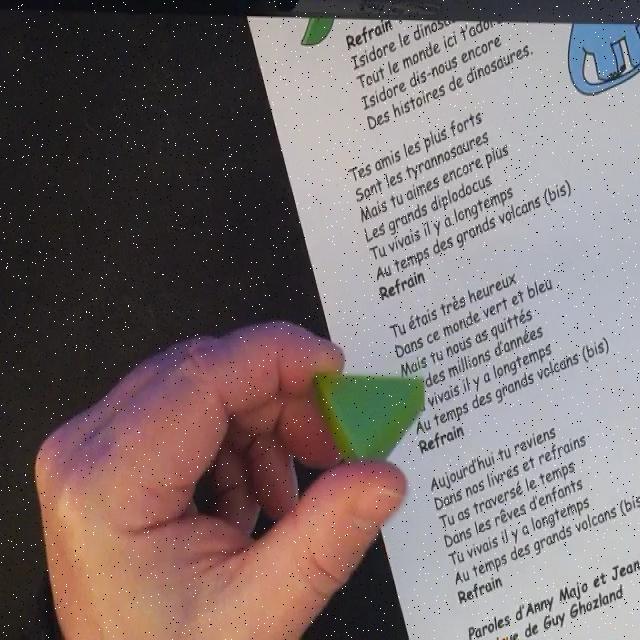 Refrain
Isidore le
Tout le monde ici
Isidore dis-nous encore
Des histoires de dinosaures.
Tes amis les plus forts
Sont les tyrannosaures
Mais tu aimes encore plus
Les grands diplodocus
Tu vivais il y a longtemps
Au temps des grands volcans (bis)
Refrain
Tu étais très heureux
Dans ce monde vert et bleu
Mais tu nous as quittés
des millions d'années
vivais il y a longtemps
Au temps des grands volcans (bis)
Refrain
Aujourd'hui tu reviens
Dans nos livres et refrains
Tu as traversé le temps
Dans les rêves d'enfants
Tu vivais il y a longtemps
Au temps des grands volcans (bis
Refrain
Paroles d'Anny Majo et Jean
de Guy Ghozland